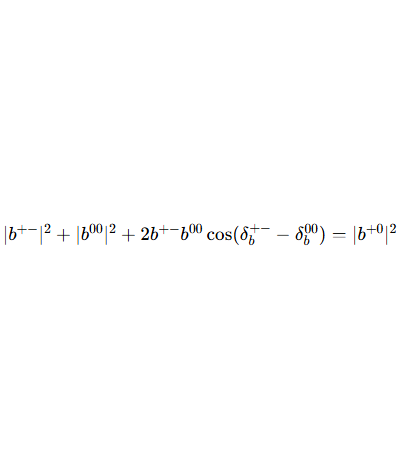 |b^{+-}|^2 + |b^{00}|^2 + 2b^{+-}b^{00} \cos(\delta_b^{+-} - \delta_b^{00}) = |b^{+0}|^2